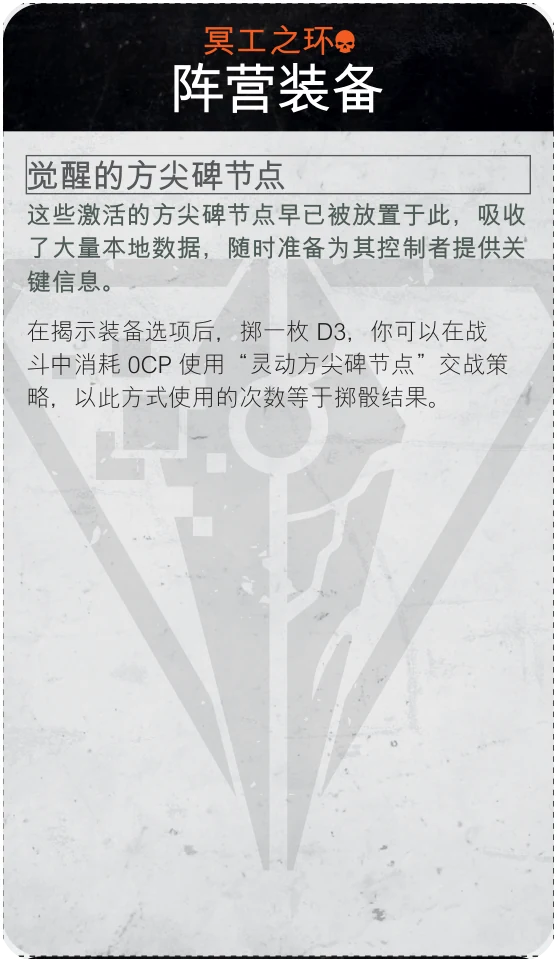 冥工之环
阵营装备
觉醒的方尖碑节点
这些激活的方尖碑节点早已被放置于此，吸收
了大量本地数据，随时准备为其控制者提供关
键信息。
在揭示装备选项后，掷一枚 D3，你可以在战
斗中消耗 0CP 使用“灵动方尖碑节点”交战策
略，以此方式使用的次数等于掷骰结果。